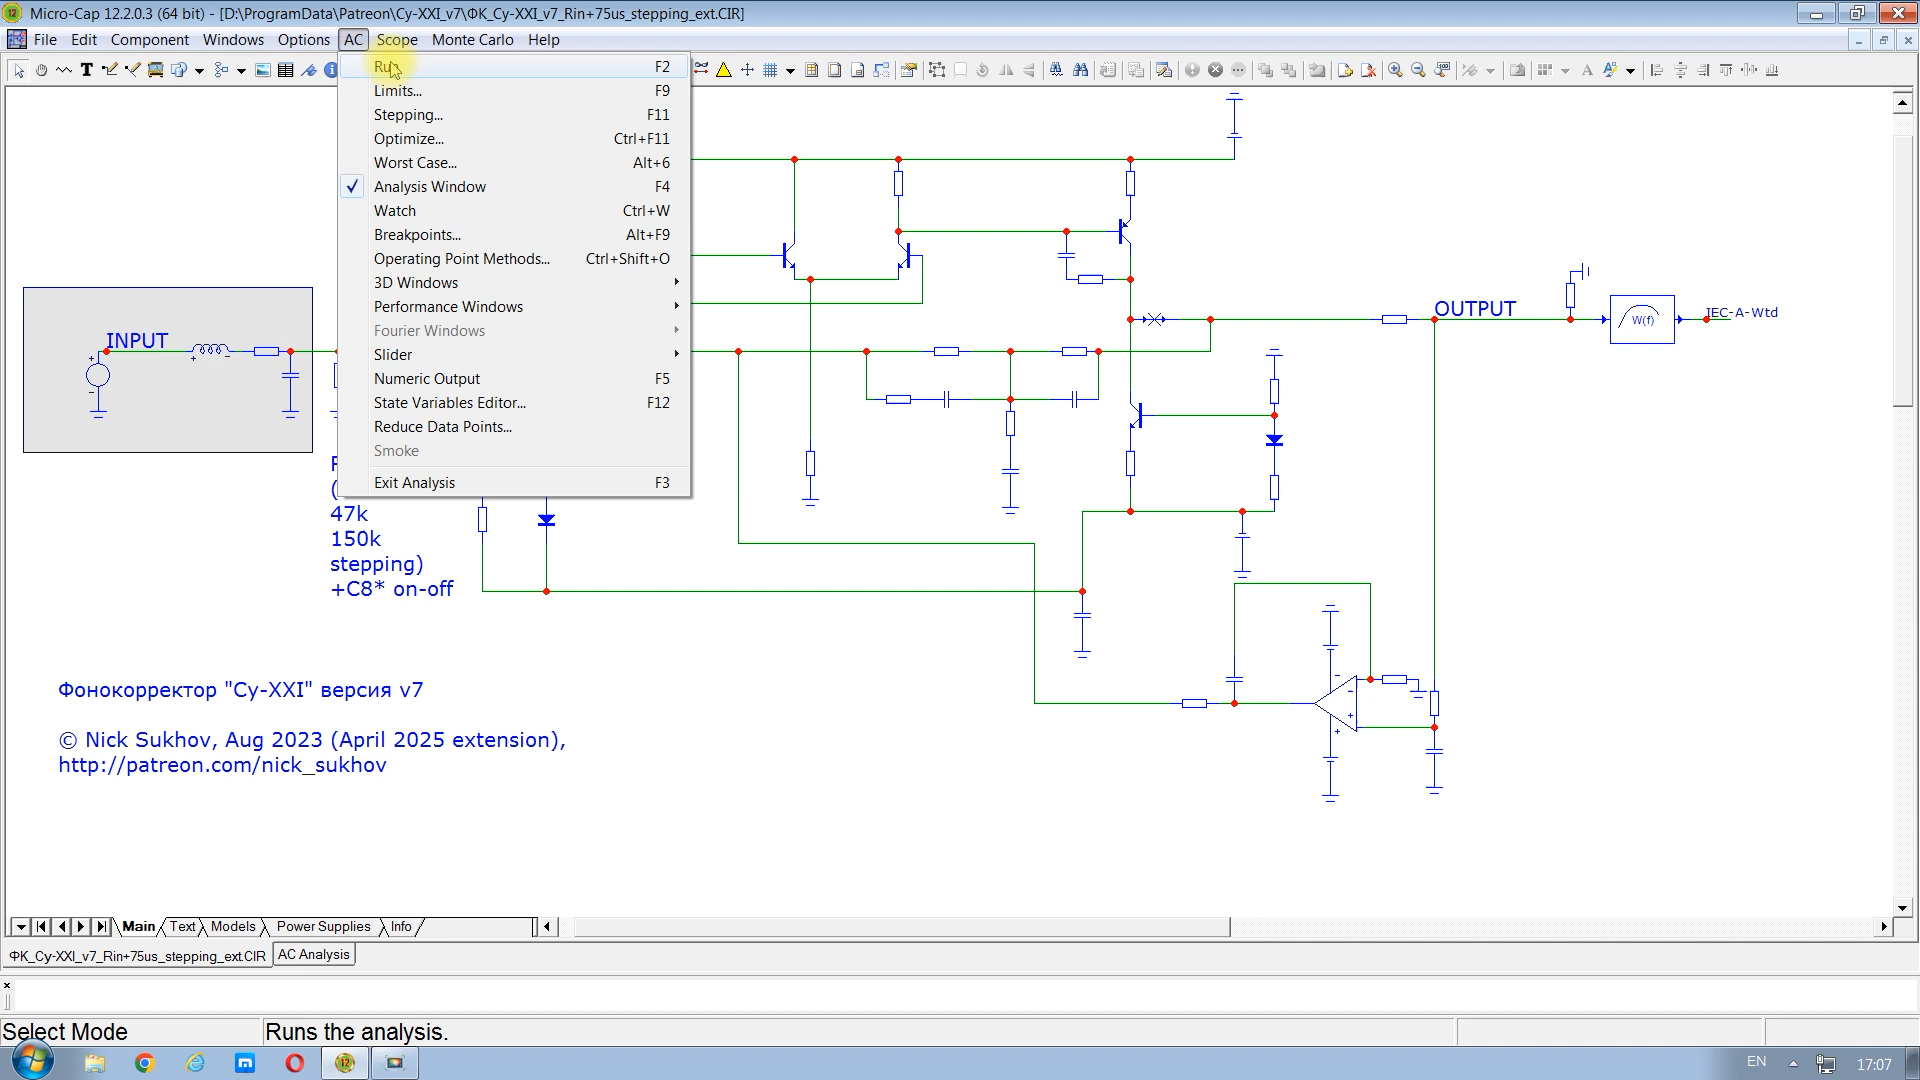 Micro-Cap 12.2.0.3 (64 bit) - [D:\ProgramData\Patreon\Cy-XXI_v7\ФК_Cy-XXI_v7_Rin+75us_stepping_ext.CIR]
File Edit Component Windows Options AC Scope Monte Carlo Help
Run F2
Limits... F9
Stepping... F11
Optimize... Ctrl+F11
Worst Case... Alt+6
Analysis Window F4
Watch Ctrl+W
Breakpoints... Alt+F9
Operating Point Methods... Ctrl+Shift+O
3D Windows
Performance Windows
Fourier Windows
Slider
Numeric Output F5
State Variables Editor... F12
Reduce Data Points...
Smoke
Exit Analysis F3
INPUT
OUTPUT
W(f)
IEC-A-Wtd
(
47k
150k
stepping)
+C8* on-off
Фонокорректор "Су-XXI" версия v7
© Nick Sukhov, Aug 2023 (April 2025 extension),
http://patreon.com/nick_sukhov
Main Text Models Power Supplies Info
ФК_Cy-XXI_v7_Rin+75us_stepping_ext.CIR AC Analysis
Select Mode Runs the analysis.
EN 17:07